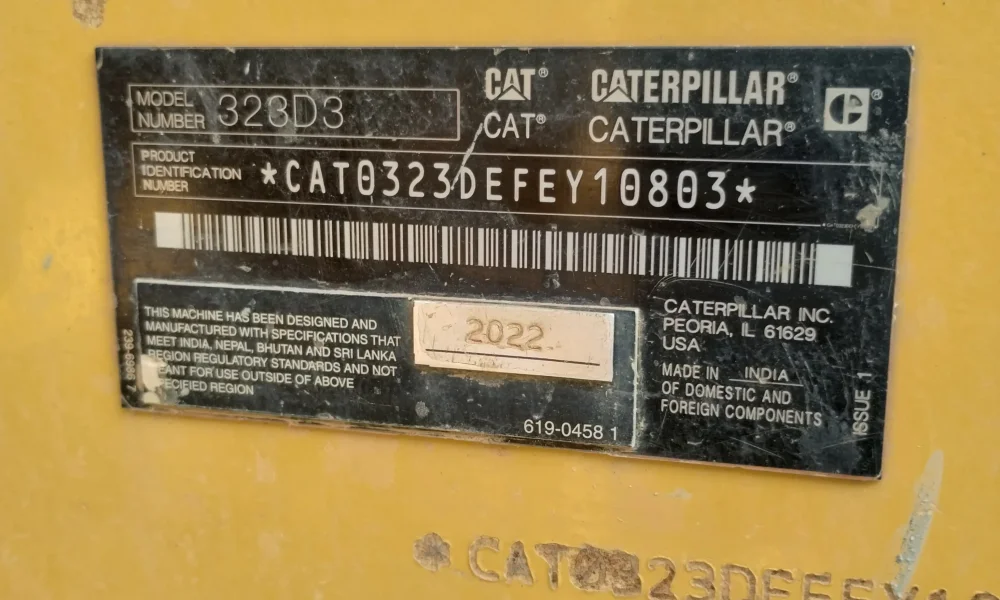 MODEL NUMBER 323D3
CAT® CATERPILLAR®
CAT® CATERPILLAR®
PRODUCT IDENTIFICATION NUMBER *CAT0323DEFEY10803*
THIS MACHINE HAS BEEN DESIGNED AND
MANUFACTURED WITH SPECIFICATIONS THAT
MEET INDIA, NEPAL, BHUTAN AND SRI LANKA
REGION REGULATORY STANDARDS AND NOT
MEANT FOR USE OUTSIDE OF ABOVE
SPECIFIED REGION
2022
619-0458 1
CATERPILLAR INC.
PEORIA, IL 61629
USA
MADE IN INDIA
OF DOMESTIC AND
FOREIGN COMPONENTS
ISSUE 1
*CAT0323DEFEY10